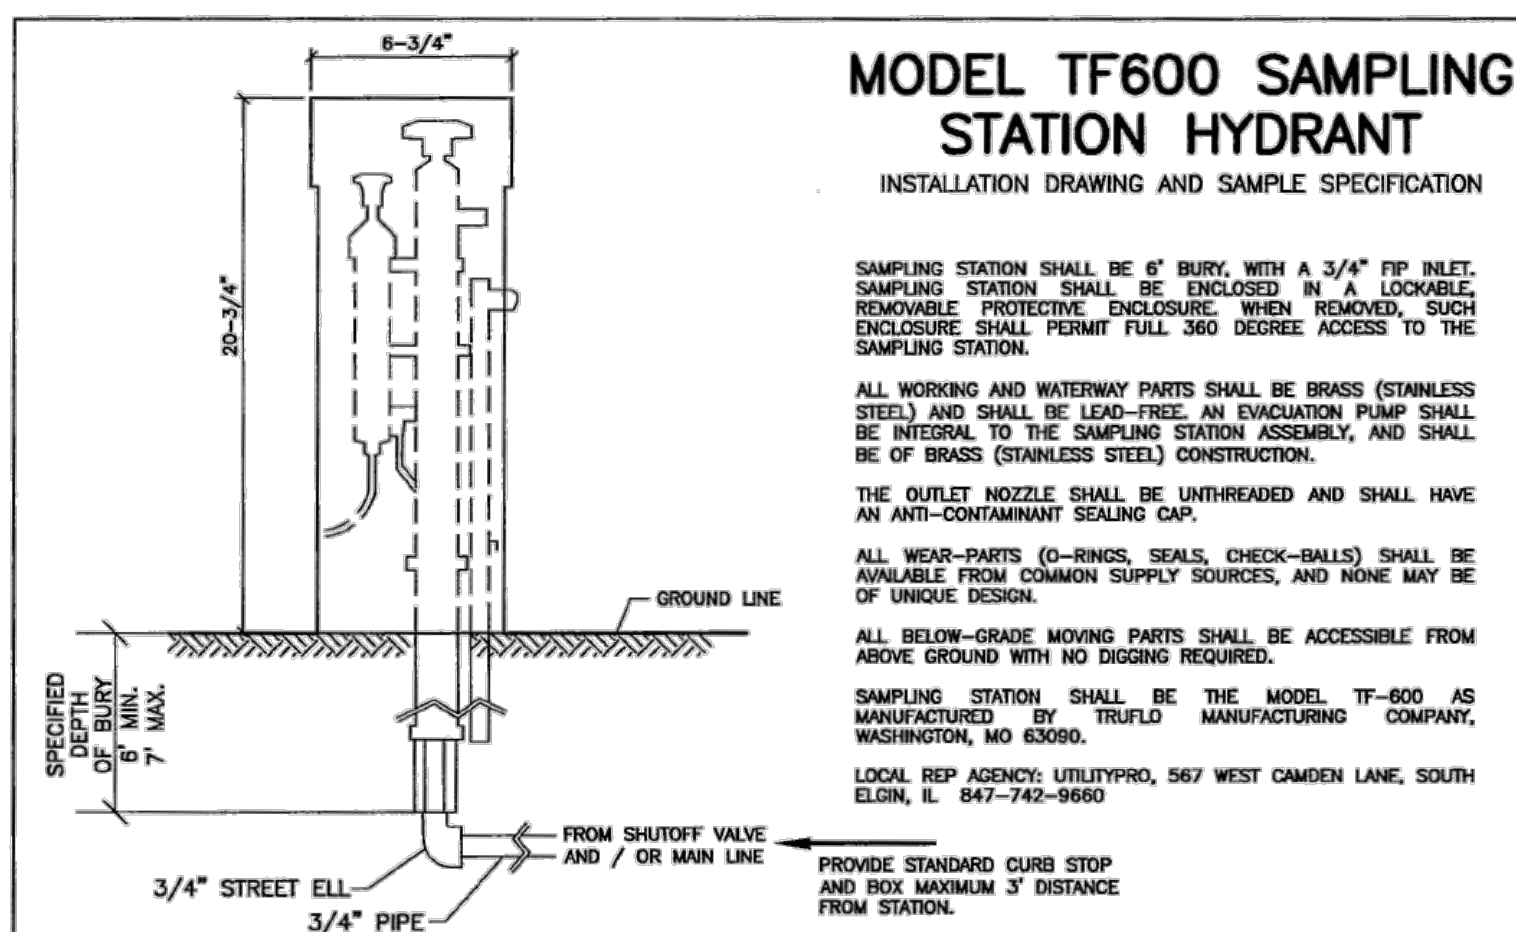 6-3/4"
MODEL TF600 SAMPLING
STATION HYDRANT
INSTALLATION DRAWING AND SAMPLE SPECIFICATION
20-3/4"
SAMPLING STATION SHALL BE 6' BURY, WITH A 3/4" FIP INLET.
SAMPLING STATION SHALL BE ENCLOSED IN A LOCKABLE,
REMOVABLE PROTECTIVE ENCLOSURE. WHEN REMOVED, SUCH
ENCLOSURE SHALL PERMIT FULL 360 DEGREE ACCESS TO THE
SAMPLING STATION.
ALL WORKING AND WATERWAY PARTS SHALL BE BRASS (STAINLESS
STEEL) AND SHALL BE LEAD-FREE. AN EVACUATION PUMP SHALL
BE INTEGRAL TO THE SAMPLING STATION ASSEMBLY, AND SHALL
BE OF BRASS (STAINLESS STEEL) CONSTRUCTION.
THE OUTLET NOZZLE SHALL BE UNTHREADED AND SHALL HAVE
AN ANTI-CONTAMINANT SEALING CAP.
ALL WEAR-PARTS (O-RINGS, SEALS, CHECK-BALLS) SHALL BE
AVAILABLE FROM COMMON SUPPLY SOURCES, AND NONE MAY BE
OF UNIQUE DESIGN.
ALL BELOW-GRADE MOVING PARTS SHALL BE ACCESSIBLE FROM
ABOVE GROUND WITH NO DIGGING REQUIRED.
SAMPLING STATION SHALL BE THE MODEL TF-600 AS
MANUFACTURED BY TRUFLO MANUFACTURING COMPANY,
WASHINGTON, MO 63090.
LOCAL REP AGENCY: UTILITYPRO, 567 WEST CAMDEN LANE, SOUTH
ELGIN, IL 847-742-9660
GROUND LINE
SPECIFIED
DEPTH
OF BURY
6' MIN.
7' MAX.
FROM SHUTOFF VALVE
AND / OR MAIN LINE
PROVIDE STANDARD CURB STOP
AND BOX MAXIMUM 3' DISTANCE
FROM STATION.
3/4" STREET ELL
3/4" PIPE